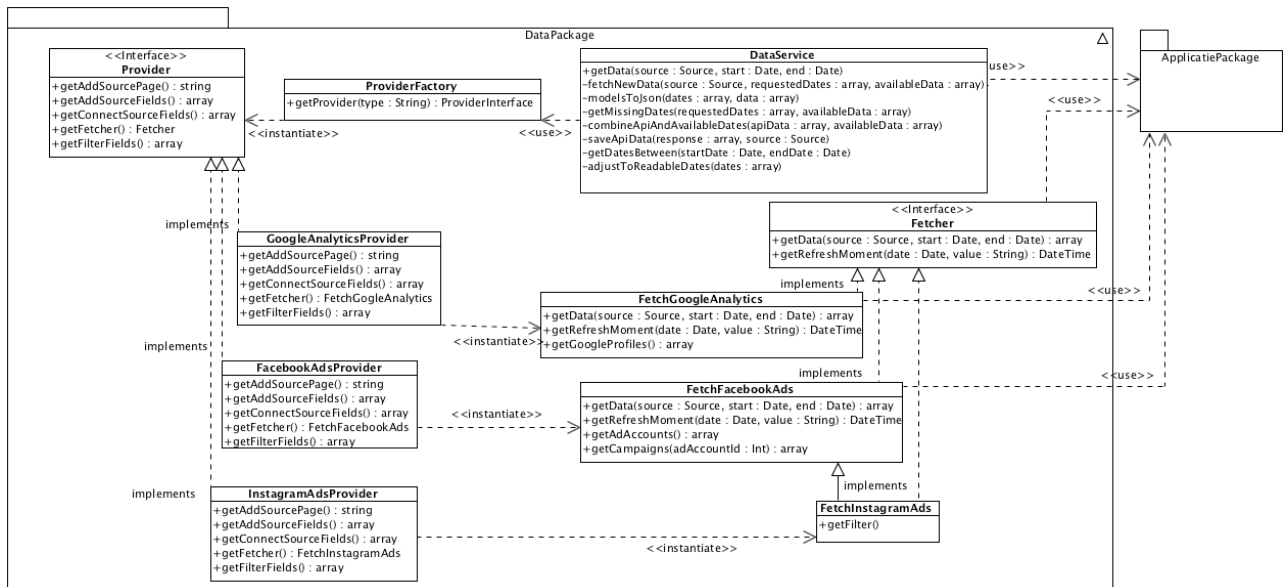 DataPackage
<<Interface>>
Provider
+getAddSourcePage() : string
+getAddSourceFields() : array
+getConnectSourceFields() : array
+getFetcher() : Fetcher
+getFilterFields() : array
ProviderFactory
+getProvider(type : String) : ProviderInterface
<<instantiate>>
<<use>>
DataService
+getData(source : Source, start : Date, end : Date)
-fetchNewData(source : Source, requestedDates : array, availableData : array)
-modelsToJson(dates : array, data : array)
-getMissingDates(requestedDates : array, availableData : array)
-combineApiAndAvailableDates(apiData : array, availableData : array)
-saveApiData(response : array, source : Source)
-getDatesBetween(startDate : Date, endDate : Date)
-adjustToReadableDates(dates : array)
use>>
ApplicatiePackage
<<use>>
<<Interface>>
Fetcher
+getData(source : Source, start : Date, end : Date) : array
+getRefreshMoment(date : Date, value : String) : DateTime
implements
GoogleAnalyticsProvider
+getAddSourcePage() : string
+getAddSourceFields() : array
+getConnectSourceFields() : array
+getFetcher() : FetchGogleAnalytics
+getFilterFields() : array
implements
FetchGoogleAnalytics
+getData(source : Source, start : Date, end : Date) : array
+getRefreshMoment(date : Date, value : String) : DateTime
+getGoogleProfiles() : array
<<use>>
<<instantiate>>
implements
FacebookAdsProvider
+getAddSourcePage() : string
+getAddSourceFields() : array
+getConnectSourceFields() : array
+getFetcher() : FetchFacebookAds
+getFilterFields() : array
<<instantiate>>
implements
FetchFacebookAds
+getData(source : Source, start : Date, end : Date) : array
+getRefreshMoment(date : Date, value : String) : DateTime
+getAdAccounts() : array
+getCampaigns(adAccountId : Int) : array
<<use>>
implements
InstagramAdsProvider
+getAddSourcePage() : string
+getAddSourceFields() : array
+getConnectSourceFields() : array
+getFetcher() : FetchInstagramAds
+getFilterFields() : array
<<instantiate>>
implements
FetchInstagramAds
+getFilter()